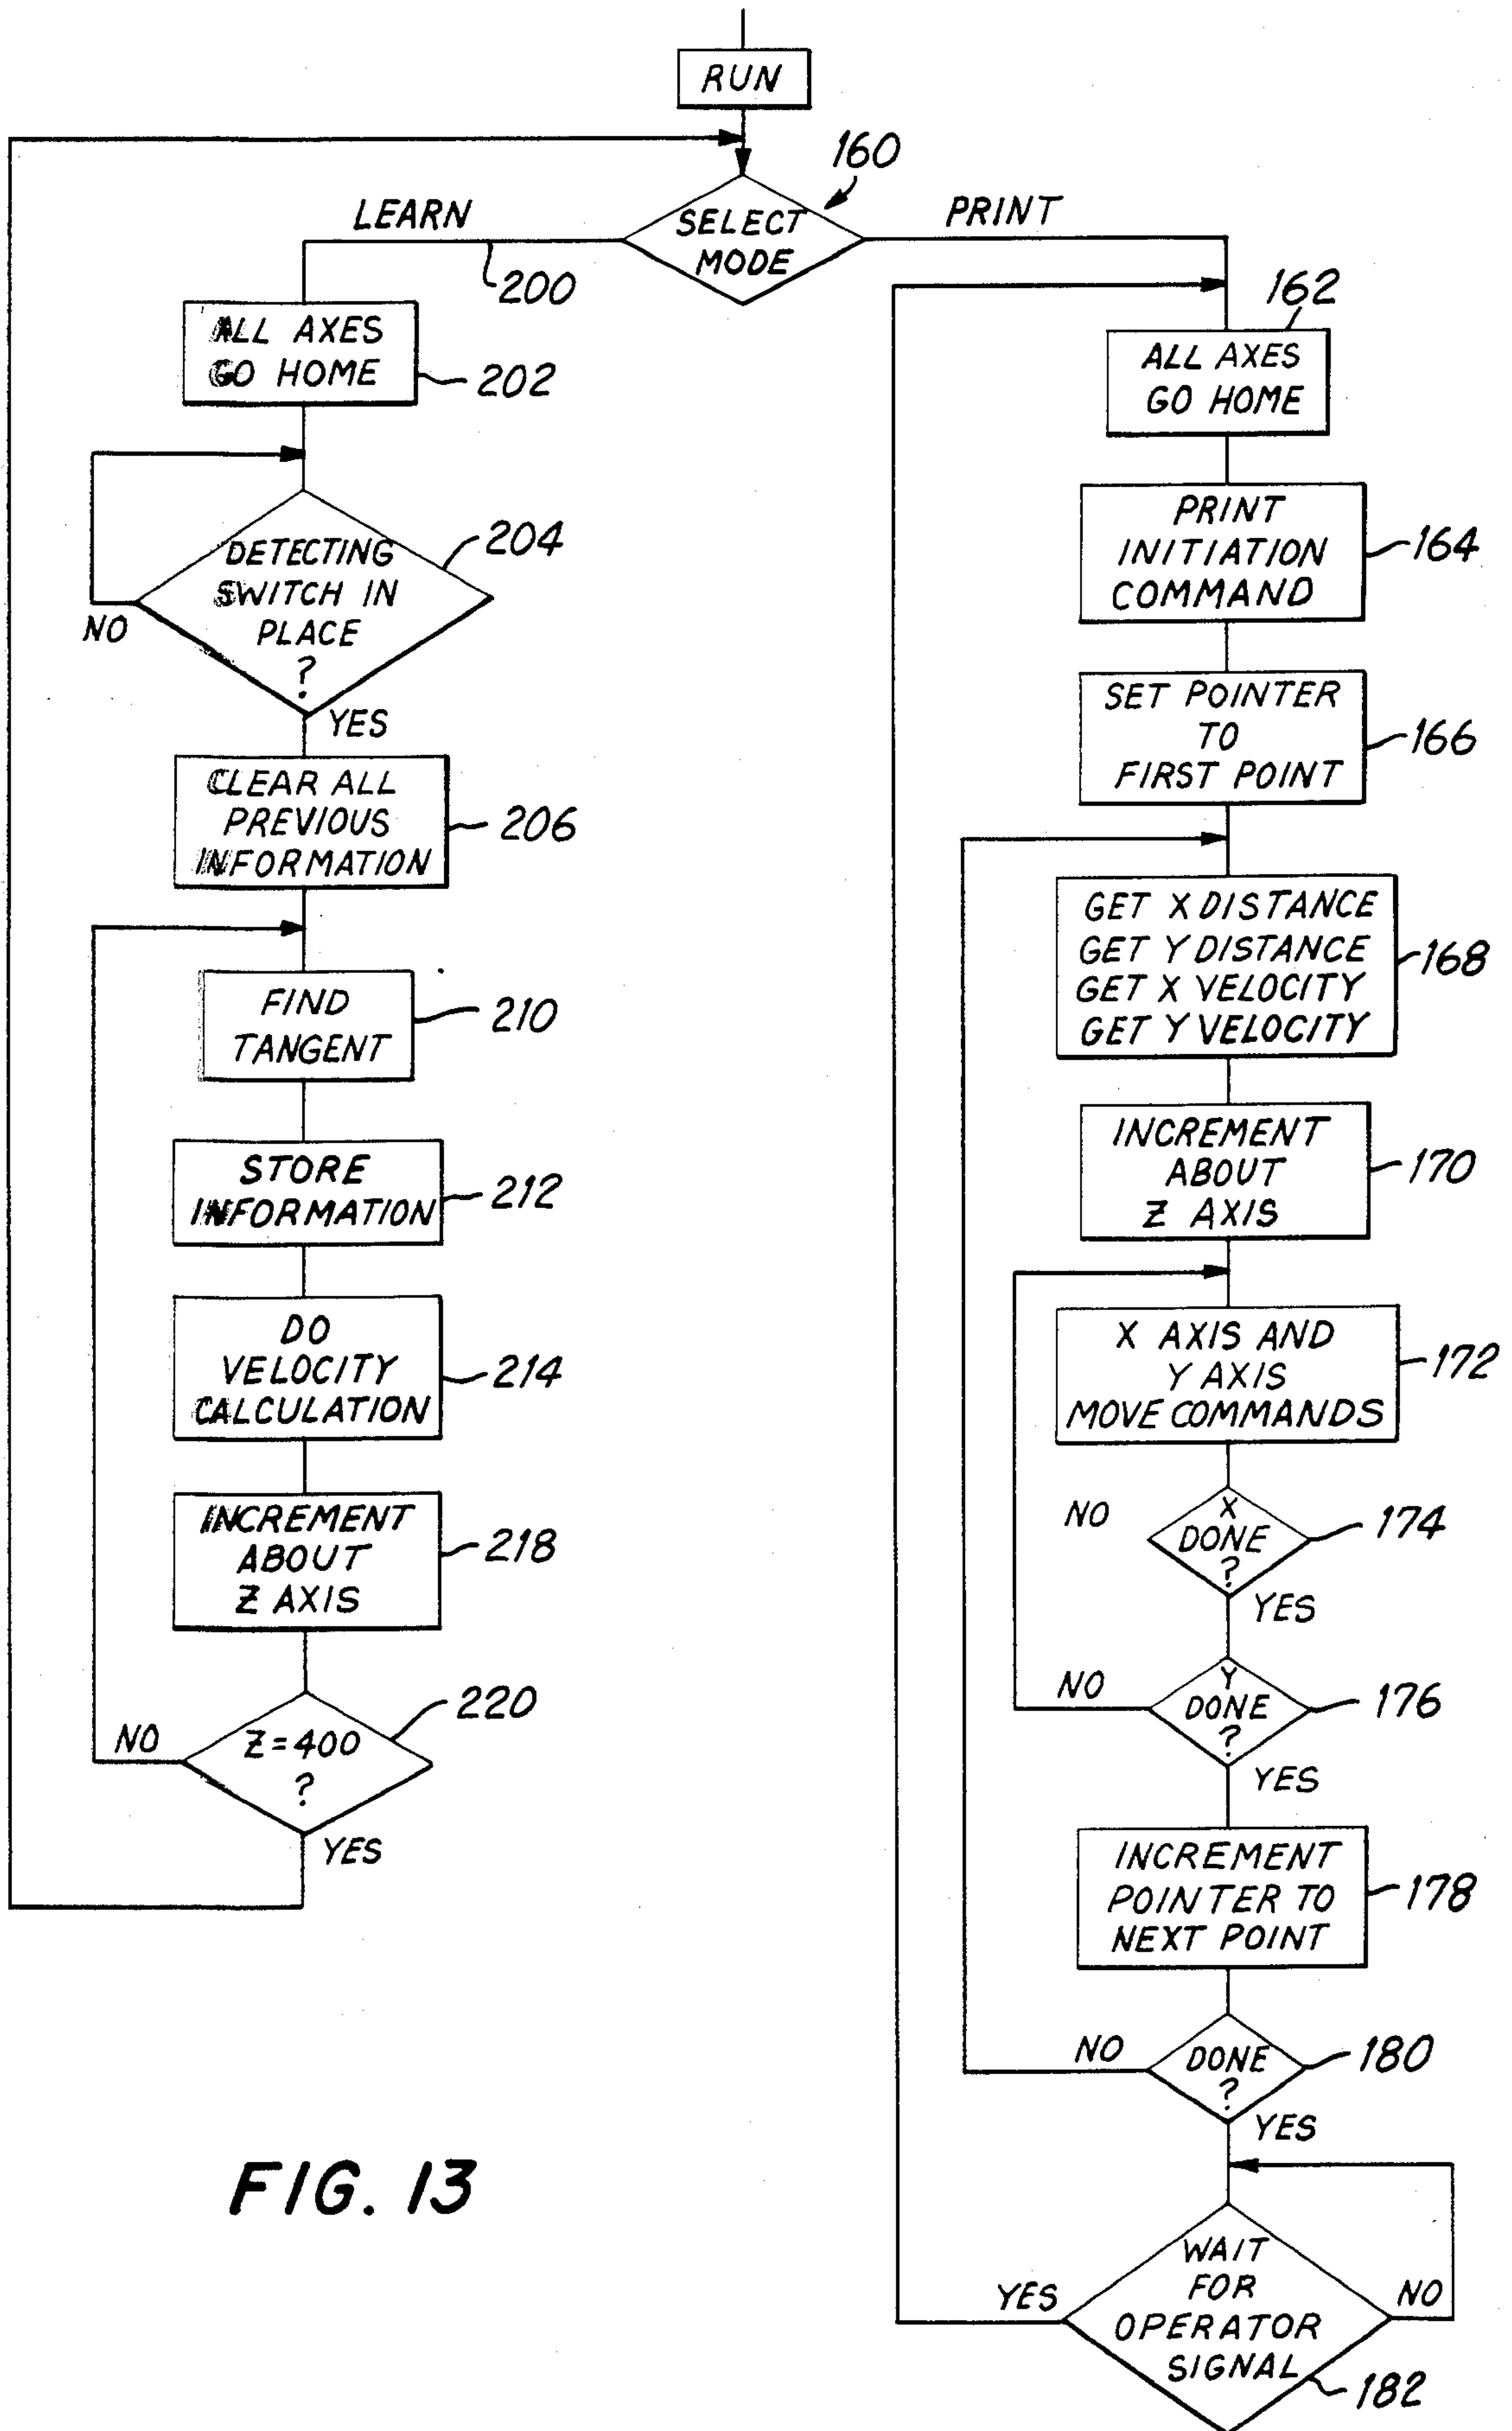 RUN
160
SELECT
MODE
LEARN
PRINT
200
ALL AXES
GO HOME
202
DETECTING
SWITCH IN
PLACE
?
204
NO
YES
CLEAR ALL
PREVIOUS
INFORMATION
206
FIND
TANGENT
210
STORE
INFORMATION
212
DO
VELOCITY
CALCULATION
214
INCREMENT
ABOUT
Z AXIS
218
Z=400
?
220
NO
YES
162
ALL AXES
GO HOME
PRINT
INITIATION
COMMAND
164
SET POINTER
TO
FIRST POINT
166
GET X DISTANCE
GET Y DISTANCE
GET X VELOCITY
GET Y VELOCITY
168
INCREMENT
ABOUT
Z AXIS
170
X AXIS AND
Y AXIS
MOVE COMMANDS
172
X
DONE
?
174
NO
YES
Y
DONE
?
176
NO
YES
INCREMENT
POINTER TO
NEXT POINT
178
DONE
?
180
NO
YES
WAIT
FOR
OPERATOR
SIGNAL
182
YES
NO
FIG. 13